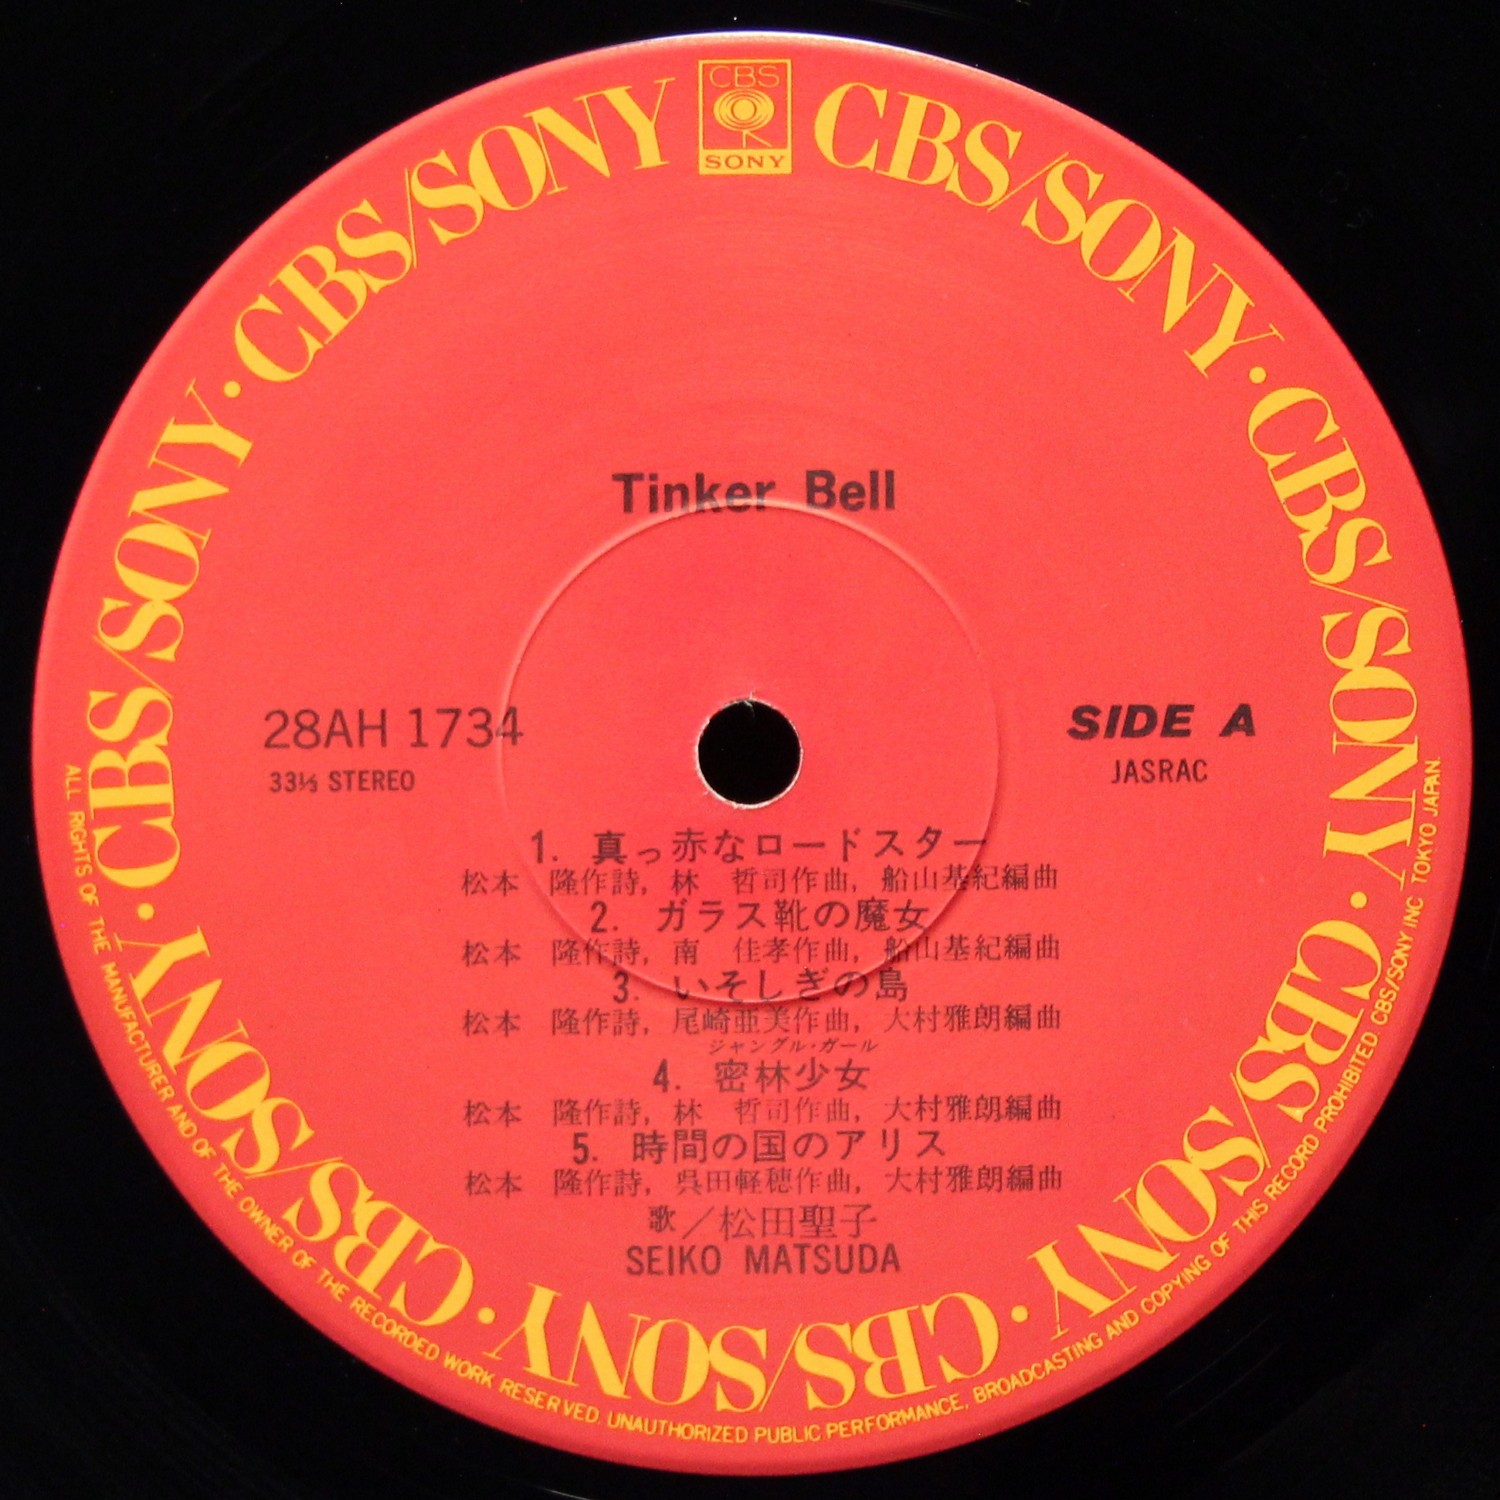 CBS
SONY
CBS/SONY · CBS/SONY · CBS/SONY · CBS/SONY · CBS/SONY · CBS/SONY · CBS/SONY · CBS/SONY
Tinker Bell
28AH 1734
33⅓ STEREO
SIDE A
JASRAC
1. 真っ赤なロードスター
松本 隆作詩, 林 哲司作曲, 船山基紀編曲
2. ガラス靴の魔女
松本 隆作詩, 南 佳孝作曲, 船山基紀編曲
3. いそしぎの島
松本 隆作詩, 尾崎亜美作曲, 大村雅朗編曲
ジャングル・ガール
4. 密林少女
松本 隆作詩, 林 哲司作曲, 大村雅朗編曲
5. 時間の国のアリス
松本 隆作詩, 呉田軽穂作曲, 大村雅朗編曲
歌/松田聖子
SEIKO MATSUDA
ALL RIGHTS OF THE MANUFACTURER AND OF THE OWNER OF THE RECORDED WORK RESERVED. UNAUTHORIZED PUBLIC PERFORMANCE, BROADCASTING AND COPYING OF THIS RECORD PROHIBITED. CBS/SONY INC TOKYO JAPAN.